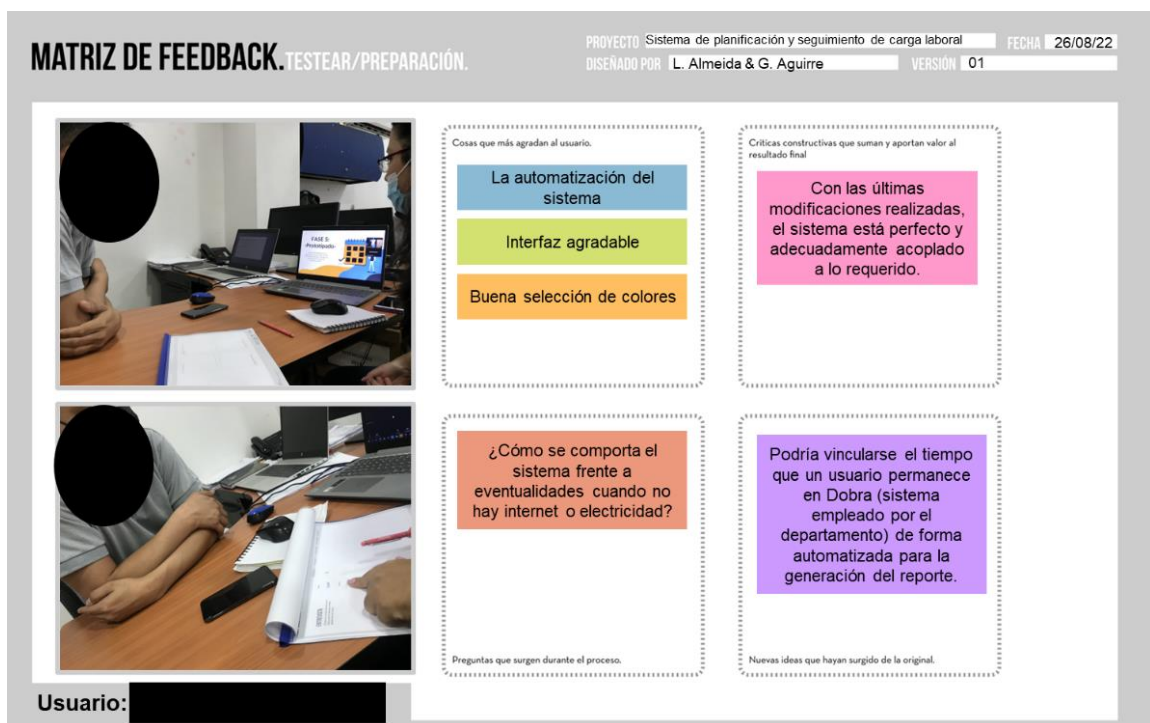 MATRIZ DE FEEDBACK.TESTEAR/PREPARACIÓN.
PROYECTO Sistema de planificación y seguimiento de carga laboral FECHA 26/08/22
DISEÑADO POR L. Almeida & G. Aguirre VERSIÓN 01
Cosas que más agradan al usuario.
La automatización del
sistema
Interfaz agradable
Buena selección de colores
Críticas constructivas que suman y aportan valor al
resultado final
Con las últimas
modificaciones realizadas,
el sistema está perfecto y
adecuadamente acoplado
a lo requerido.
FASE 5:
¿Cómo se comporta el
sistema frente a
eventualidades cuando no
hay internet o electricidad?
Preguntas que surgen durante el proceso.
Podría vincularse el tiempo
que un usuario permanece
en Dobra (sistema
empleado por el
departamento) de forma
automatizada para la
generación del reporte.
Nuevas ideas que hayan surgido de la original.
Usuario: